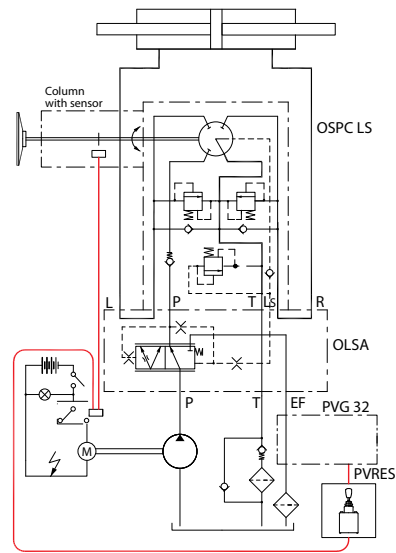 Column
with sensor
OSPC LS
L
P
T
Ls
R
OLSA
P
T
EF
PVG 32
PVRES
M